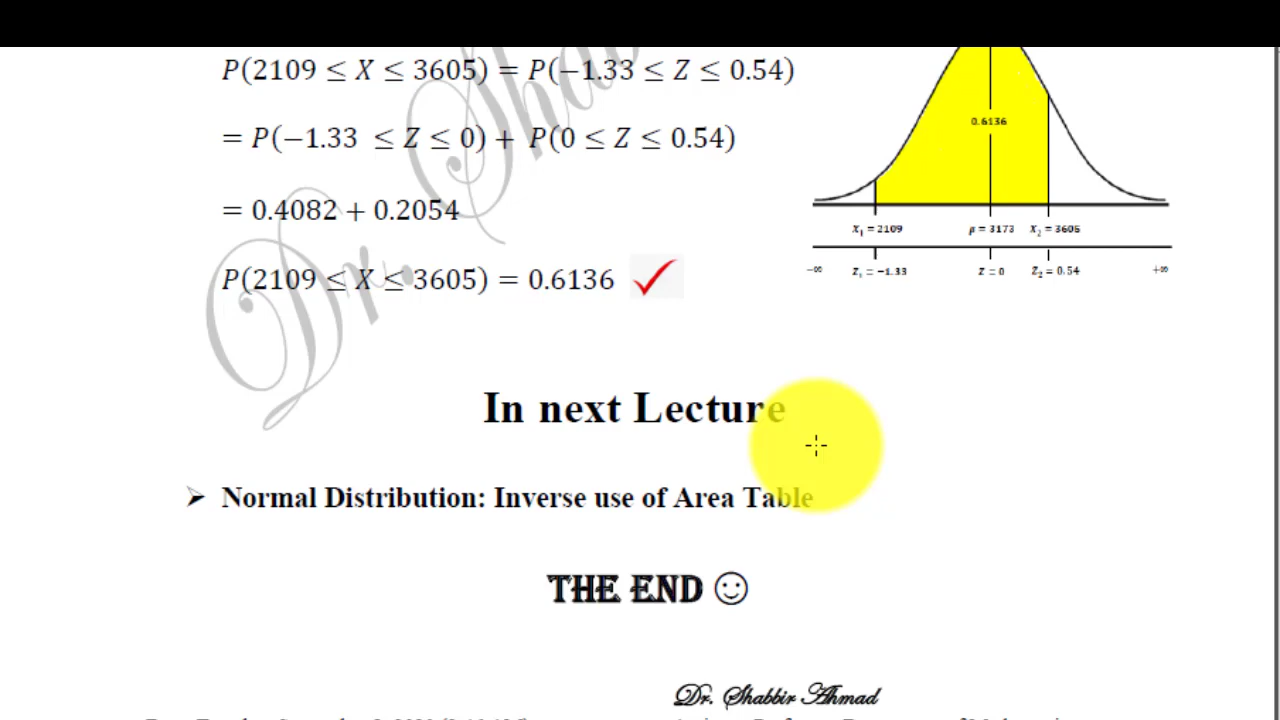 P(2109 ≤ X ≤ 3605) = P(−1.33 ≤ Z ≤ 0.54)
= P(−1.33 ≤ Z ≤ 0) + P(0 ≤ Z ≤ 0.54)
= 0.4082 + 0.2054
P(2109 ≤ X ≤ 3605) = 0.6136
0.6136
X₁ = 2109 μ = 3173 X₂ = 3605
−∞ Z₁ = −1.33 Z = 0 Z₂ = 0.54 +∞
Dr. Sha
In next Lecture
➢ Normal Distribution: Inverse use of Area Table
THE END ☺
Dr. Shabbir Ahmad